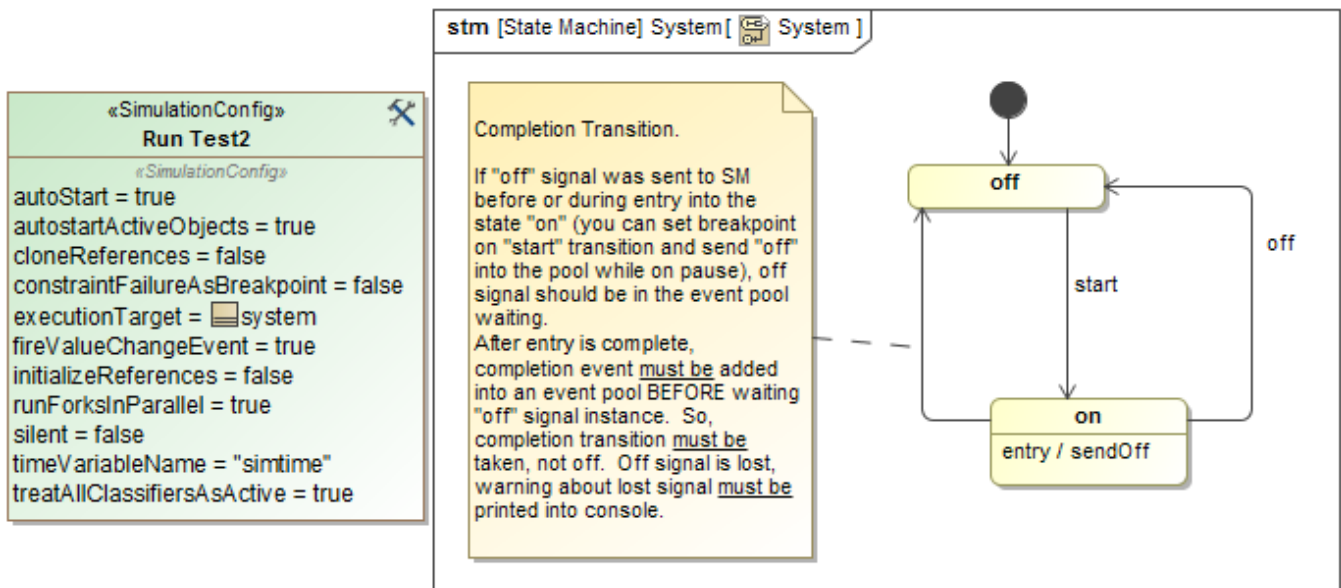 «SimulationConfig»
Run Test2
«SimulationConfig»
autoStart = true
autostartActiveObjects = true
cloneReferences = false
constraintFailureAsBreakpoint = false
executionTarget = system
fireValueChangeEvent = true
initializeReferences = false
runForksInParallel = true
silent = false
timeVariableName = "simtime"
treatAllClassifiersAsActive = true
stm [State Machine] System[ System ]
Completion Transition.
If "off" signal was sent to SM
before or during entry into the
state "on" (you can set breakpoint
on "start" transition and send "off"
into the pool while on pause), off
signal should be in the event pool
waiting.
After entry is complete,
completion event must be added
into an event pool BEFORE waiting
"off" signal instance. So,
completion transition must be
taken, not off. Off signal is lost,
warning about lost signal must be
printed into console.
off
start
off
on
entry / sendOff